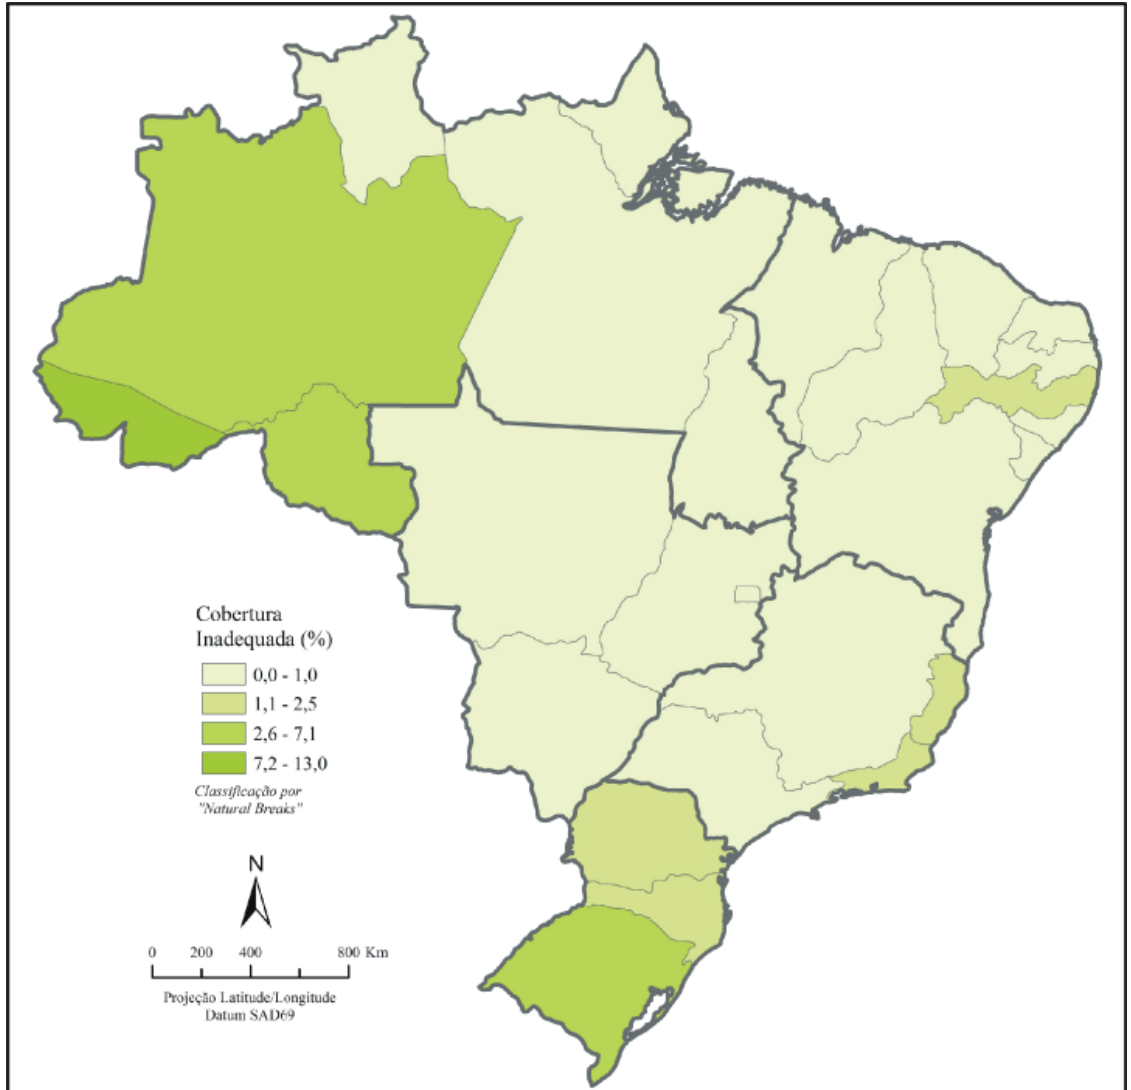 Cobertura
Inadequada (%)
0,0 - 1,0
1,1 - 2,5
2,6 - 7,1
7,2 - 13,0
Classificação por
"Natural Breaks"
N
0 200 400 800 Km
Projeção Latitude/Longitude
Datum SAD69